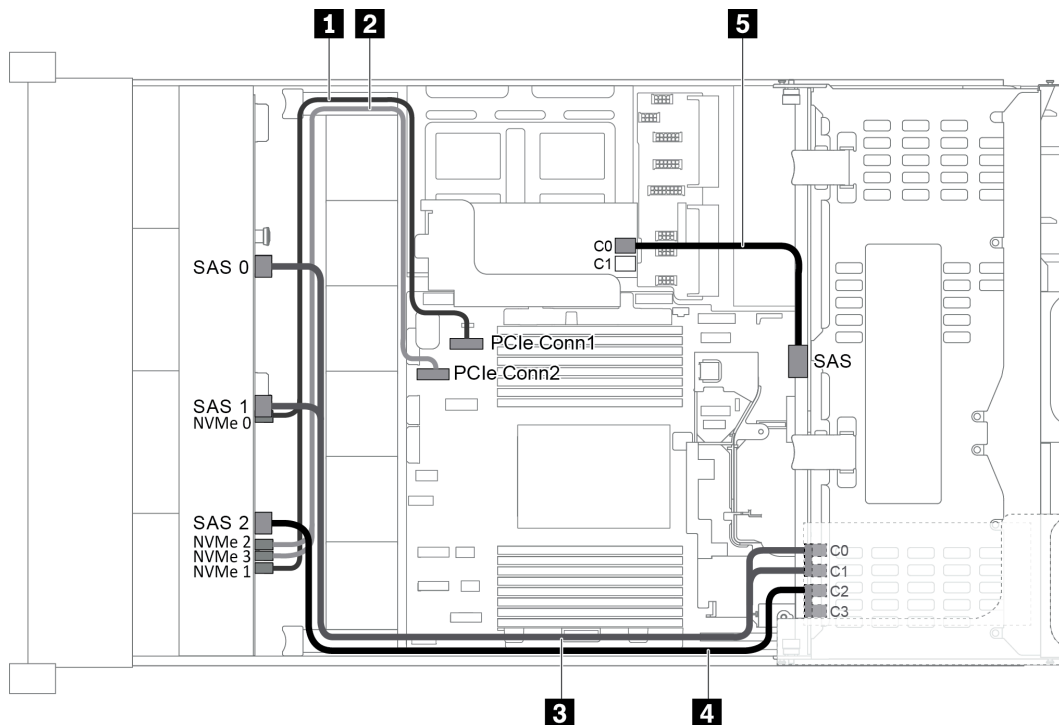 1 2 5
C0
C1
SAS 0
PCIe Conn1
SAS
PCIe Conn2
SAS 1
NVMe 0
SAS 2
NVMe 2
NVMe 3
NVMe 1
C0
C1
C2
C3
3 4